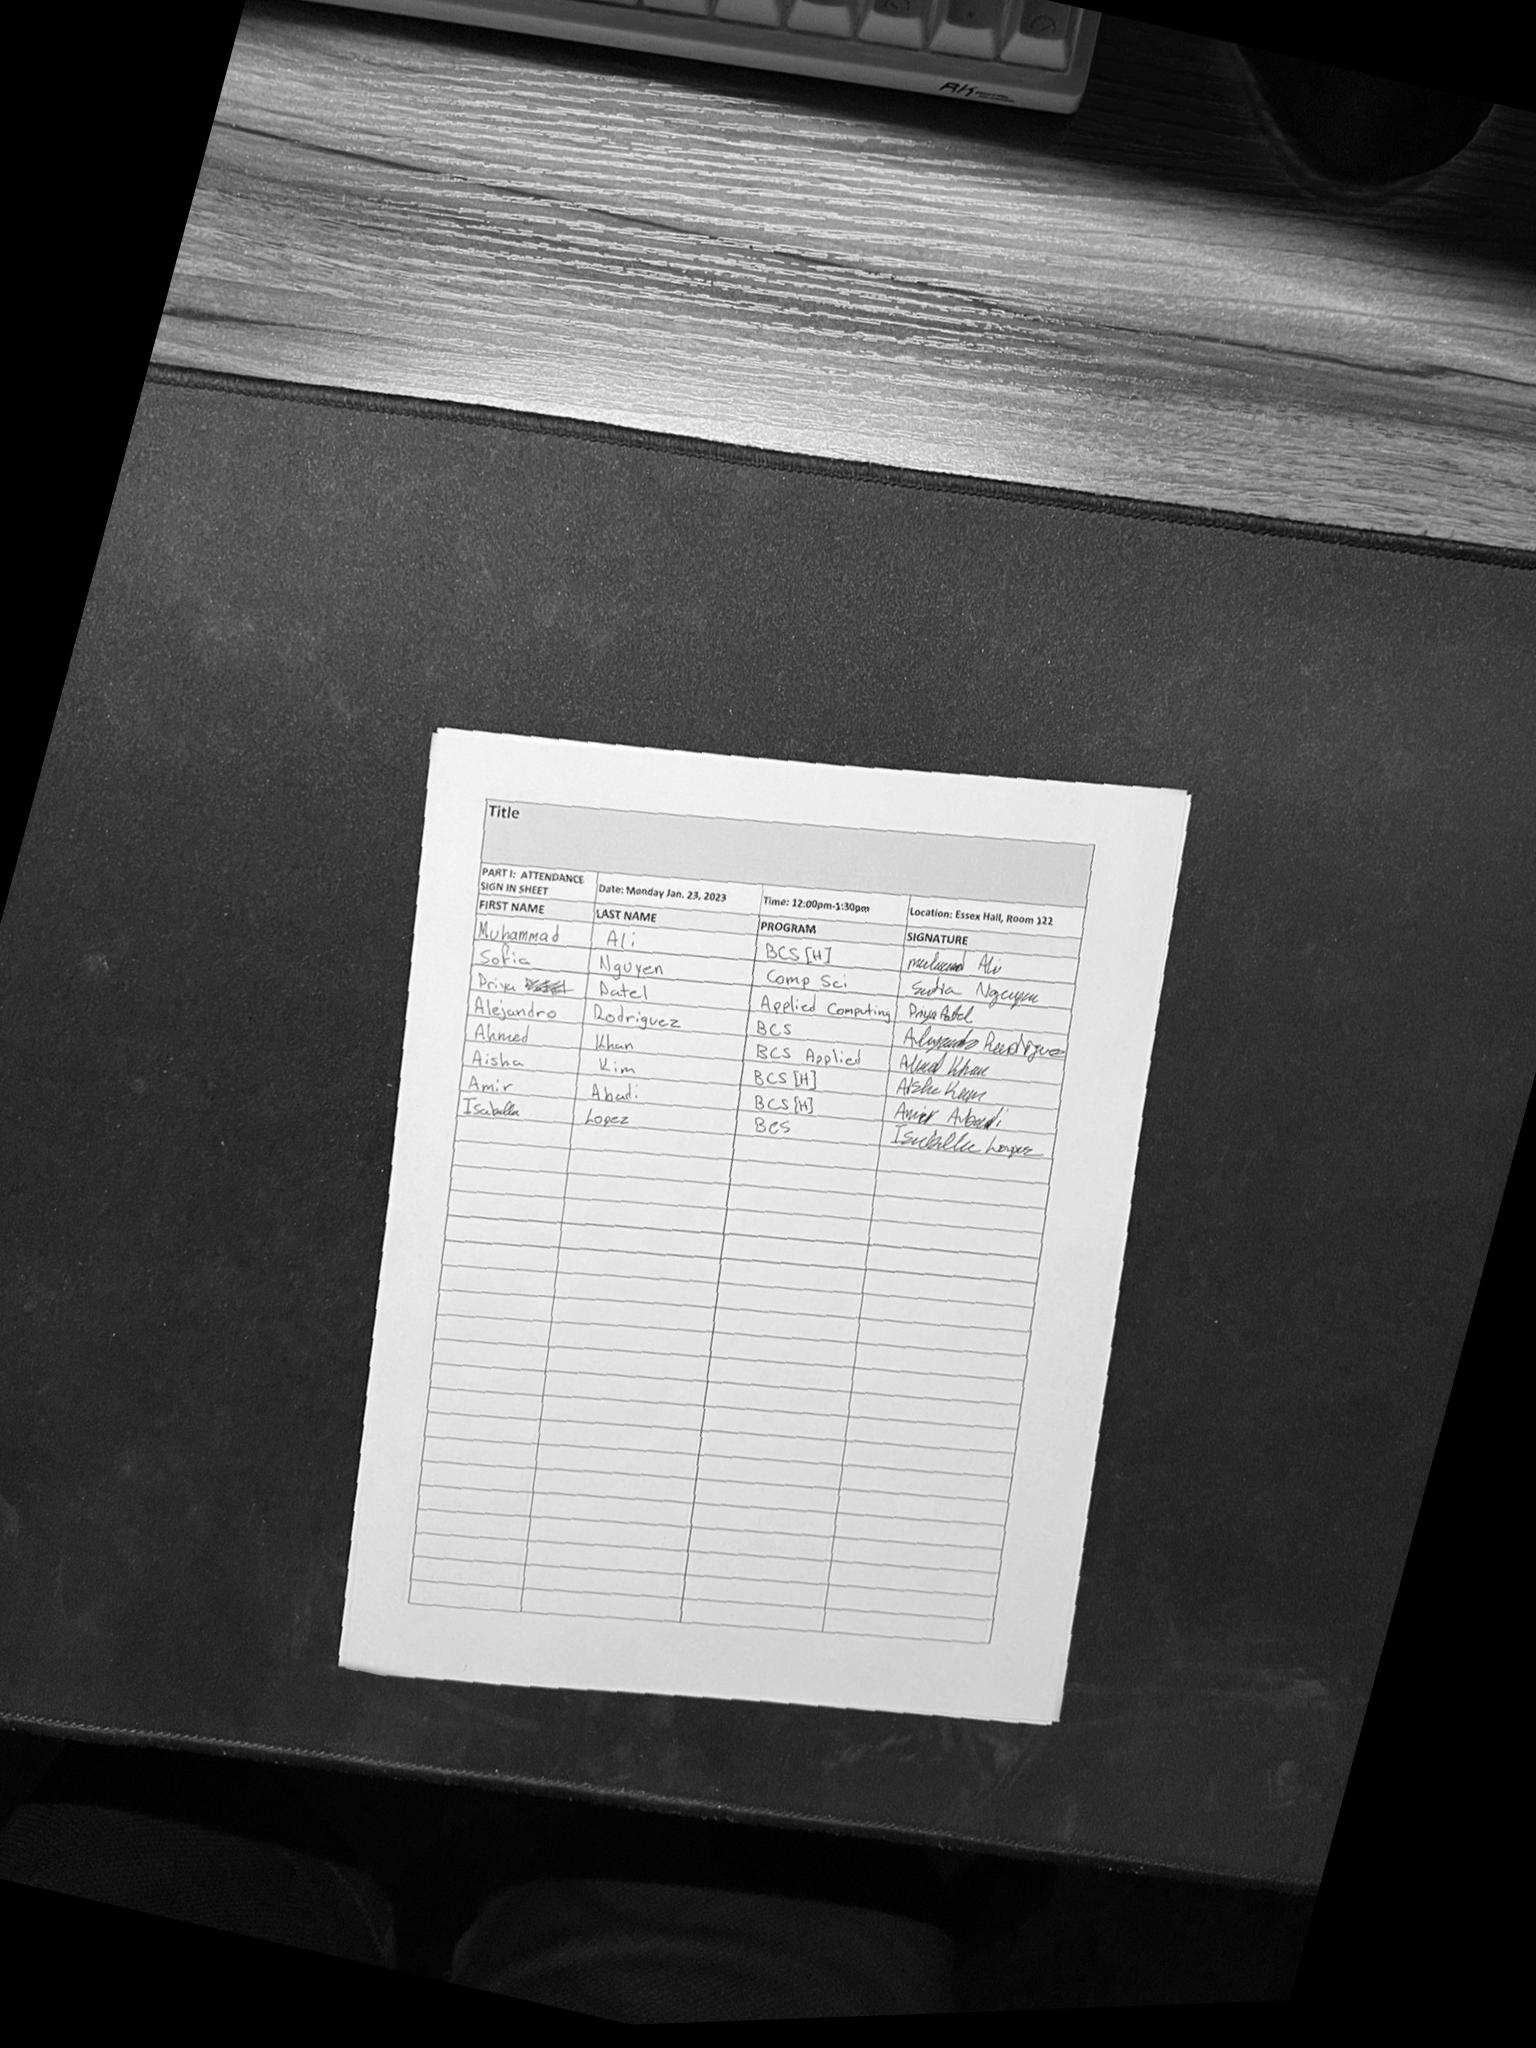 RK
Title
PART I: ATTENDANCE SIGN IN SHEET Date: Monday Jan. 23, 2023 Time: 12:00pm-1:30pm Location: Essex Hall, Room 122
FIRST NAME LAST NAME PROGRAM SIGNATURE
Muhammad Ali BCS [H] Ali
Sofia Nguyen Comp Sci Sofia Nguyen
Priya Patel Applied Computing Priya Patel
Alejandro Rodriguez BCS Alejandro Rodriguez
Ahmed Khan BCS Applied Ahmed Khan
Aisha Kim BCS [H] Aisha Kim
Amir Abadi BCS [H] Amir Abadi
Isabella Lopez BCS Isabella Lopez